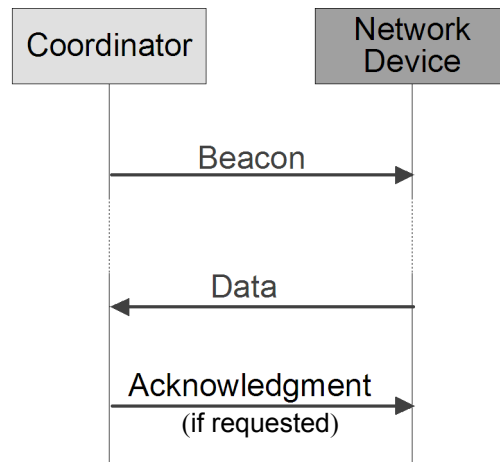 Coordinator
Network
Device
Beacon
Data
Acknowledgment
(if requested)